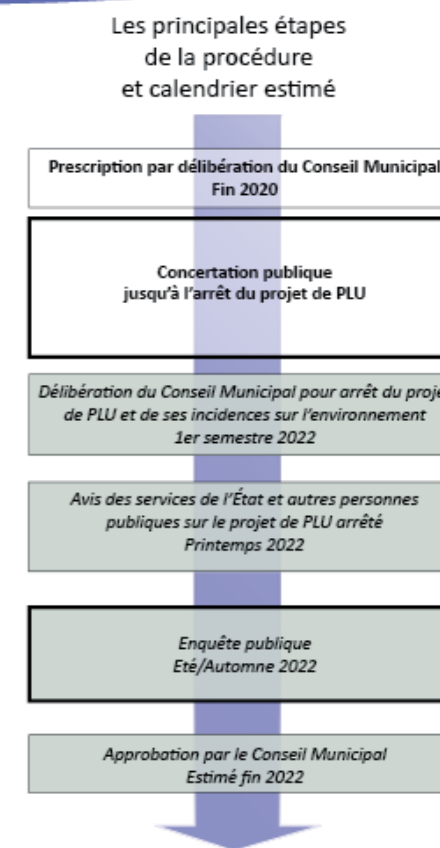 Les principales étapes
de la procédure
et calendrier estimé
Prescription par délibération du Conseil Municipal
Fin 2020
Concertation publique
jusqu'à l'arrêt du projet de PLU
Délibération du Conseil Municipal pour arrêt du proje
de PLU et de ses incidences sur l'environnement
1er semestre 2022
Avis des services de l'État et autres personnes
publiques sur le projet de PLU arrêté
Printemps 2022
Enquête publique
Eté/Automne 2022
Approbation par le Conseil Municipal
Estimé fin 2022